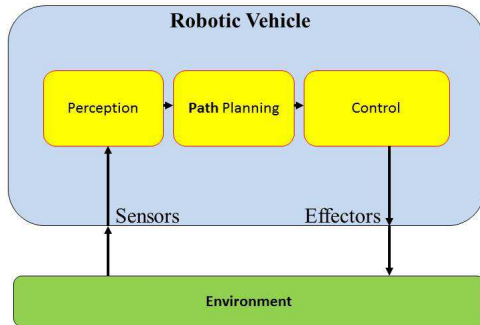 Robotic Vehicle
Perception
Path Planning
Control
Sensors
Effectors
Environment